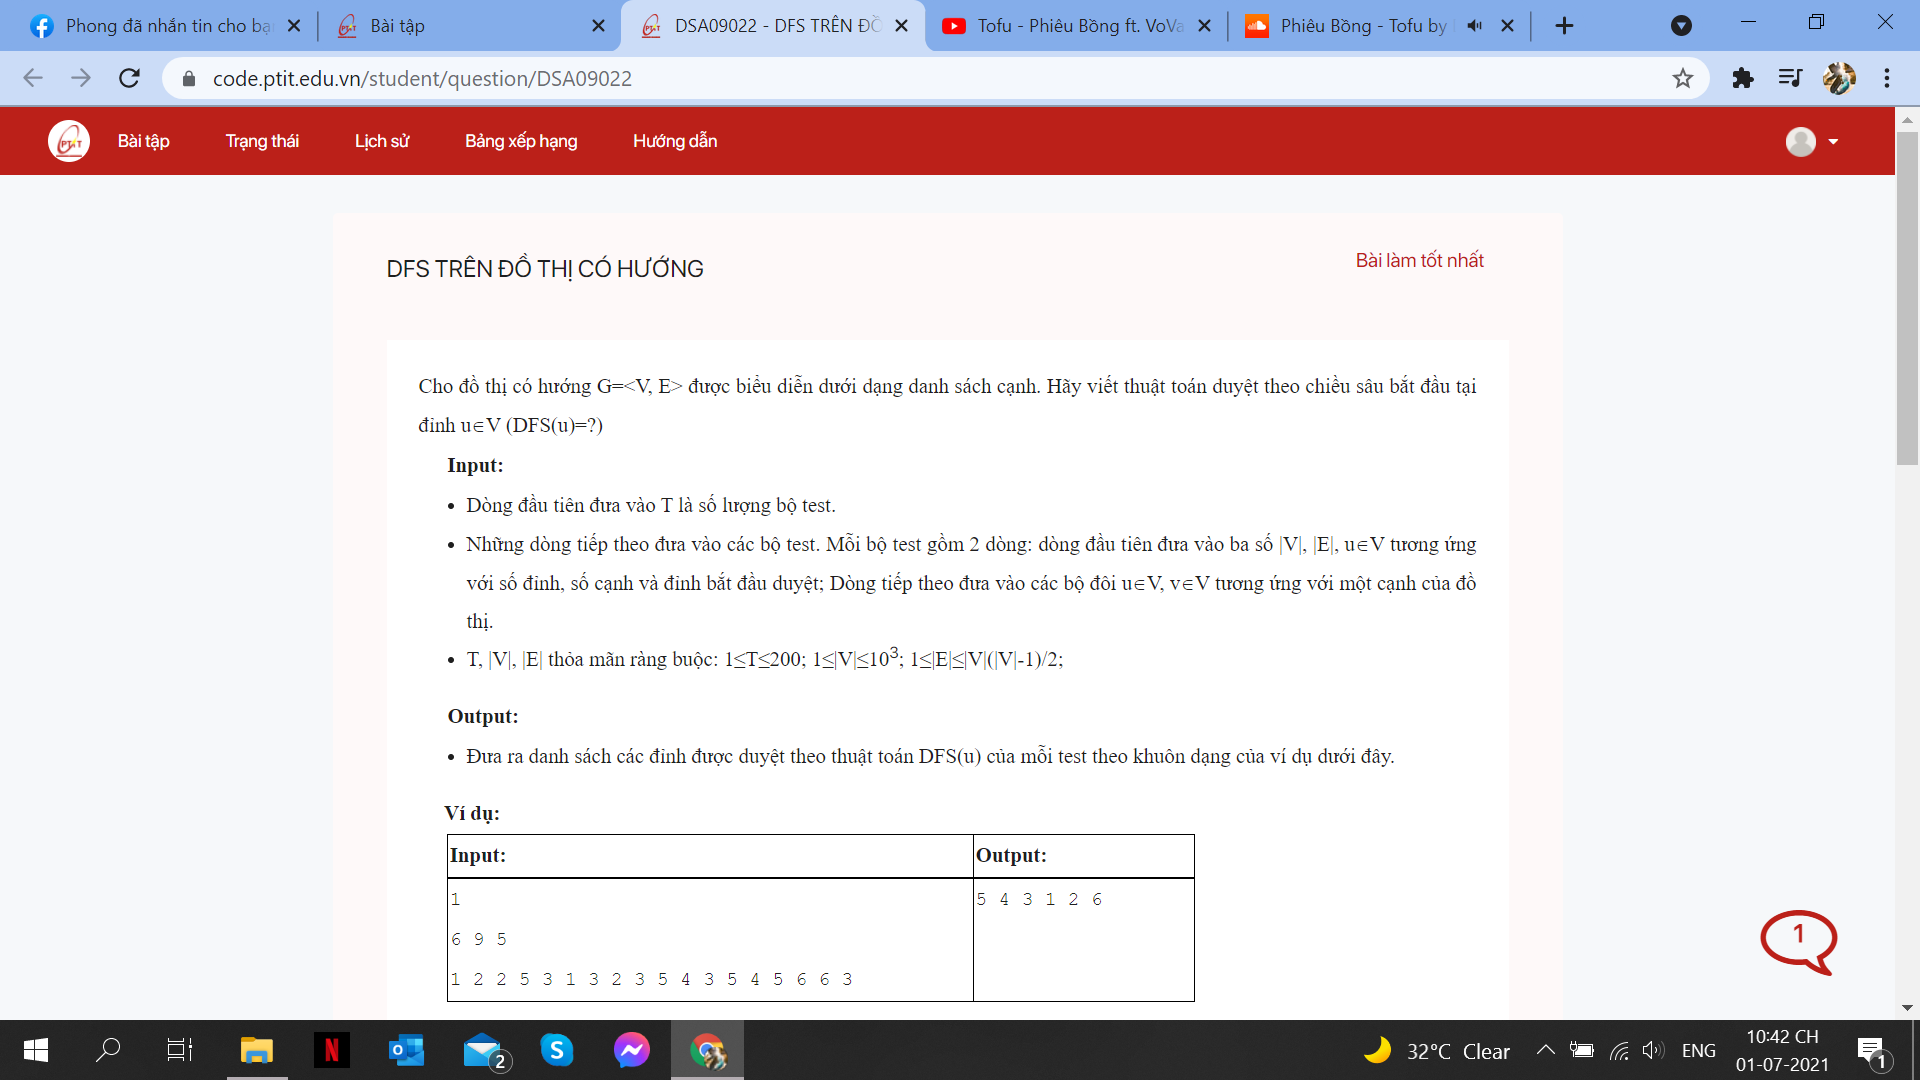 Phong đã nhắn tin cho bạ
Bài tập
DSA09022 - DFS TRÊN ĐỒ
Tofu - Phiêu Bồng ft. VoVa
Phiêu Bồng - Tofu by
code.ptit.edu.vn/student/question/DSA09022
Bài tập
Trạng thái
Lịch sử
Bảng xếp hạng
Hướng dẫn
DFS TRÊN ĐỒ THỊ CÓ HƯỚNG
Bài làm tốt nhất
Cho đồ thị có hướng G=<V, E> được biểu diễn dưới dạng danh sách cạnh. Hãy viết thuật toán duyệt theo chiều sâu bắt đầu tại
đỉnh u∈V (DFS(u)=?)
Input:
• Dòng đầu tiên đưa vào T là số lượng bộ test.
• Những dòng tiếp theo đưa vào các bộ test. Mỗi bộ test gồm 2 dòng: dòng đầu tiên đưa vào ba số |V|, |E|, u∈V tương ứng
với số đỉnh, số cạnh và đỉnh bắt đầu duyệt; Dòng tiếp theo đưa vào các bộ đôi u∈V, v∈V tương ứng với một cạnh của đồ
thị.
• T, |V|, |E| thỏa mãn ràng buộc: 1≤T≤200; 1≤|V|≤10³; 1≤|E|≤|V|(|V|-1)/2;
Output:
• Đưa ra danh sách các đỉnh được duyệt theo thuật toán DFS(u) của mỗi test theo khuôn dạng của ví dụ dưới đây.
Ví dụ:
Input:
Output:
1
5 4 3 1 2 6
6 9 5
1 2 2 5 3 1 3 2 3 5 4 3 5 4 5 6 6 3
1
2
32°C Clear
ENG
10:42 CH
01-07-2021
1